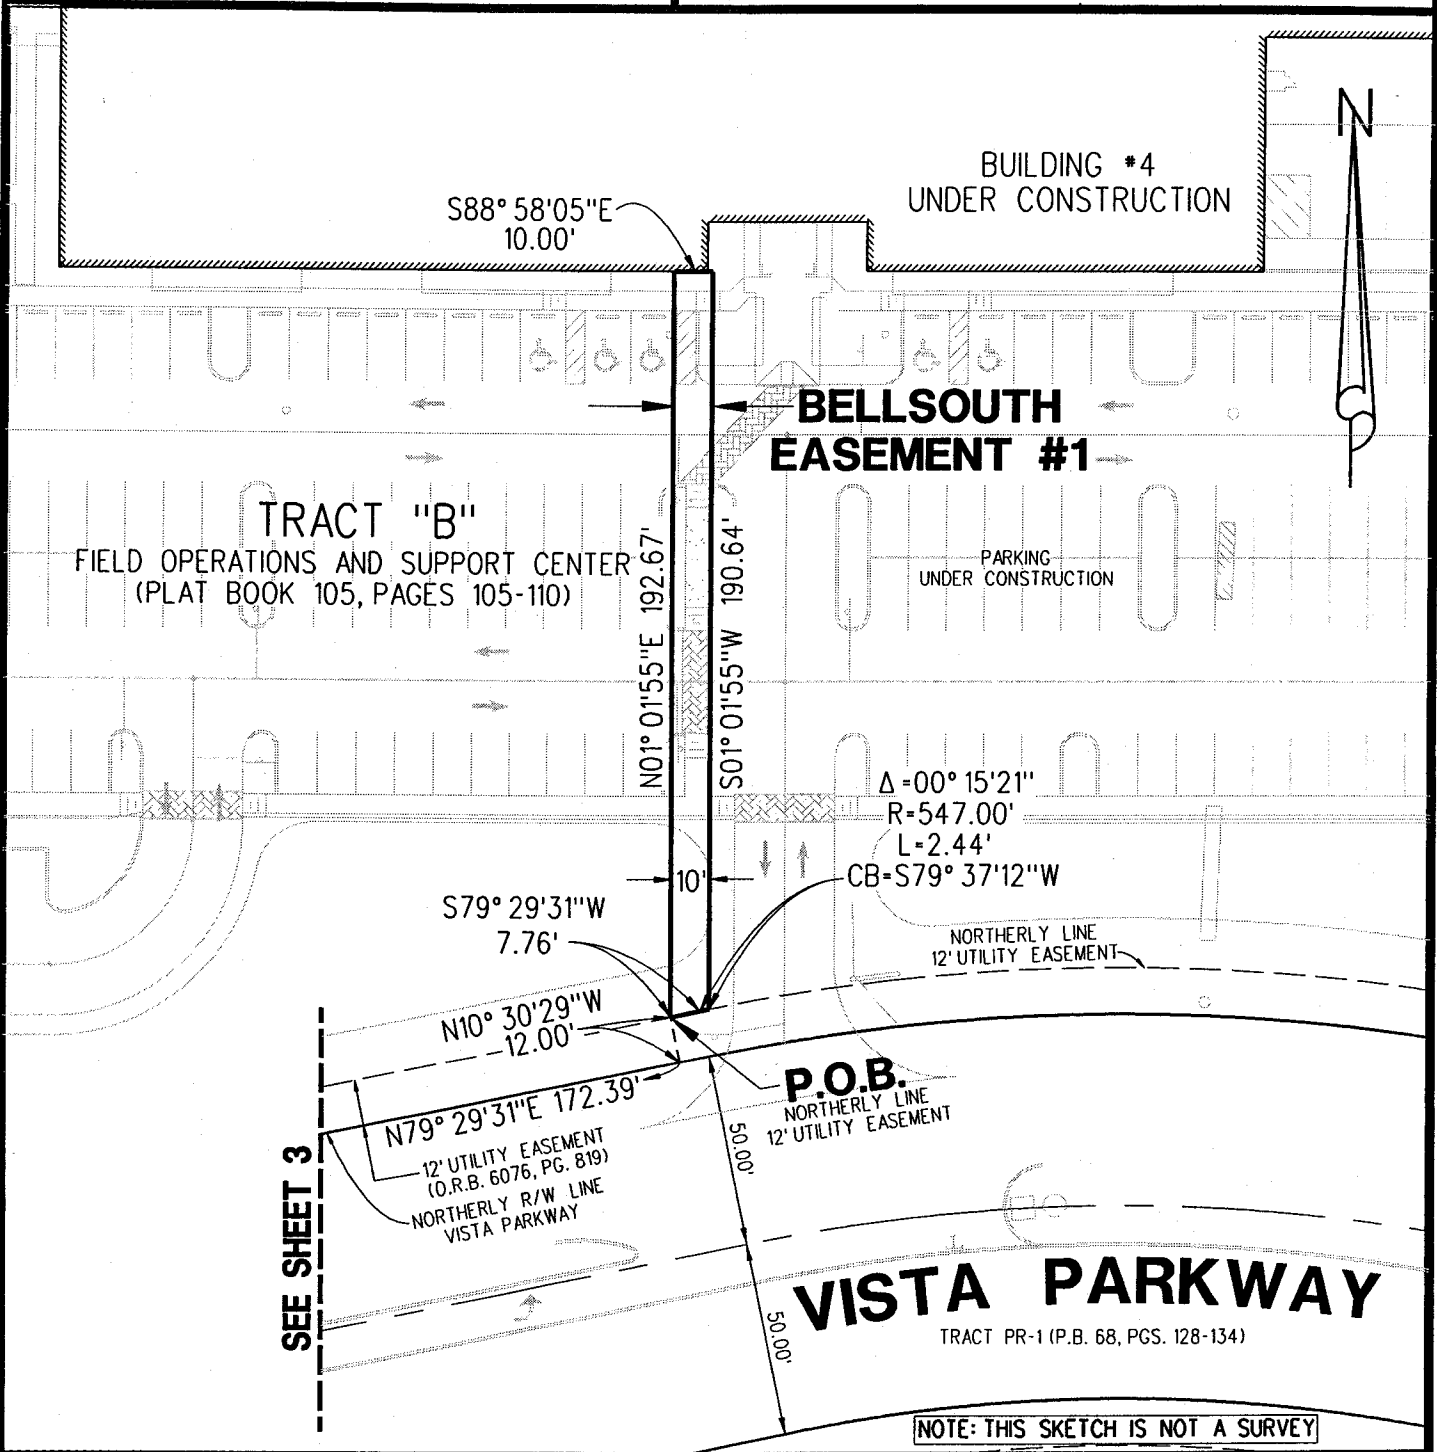 N
BUILDING #4
UNDER CONSTRUCTION
S88° 58'05"E
10.00'
BELLSOUTH
EASEMENT #1
TRACT "B"
FIELD OPERATIONS AND SUPPORT CENTER
(PLAT BOOK 105, PAGES 105-110)
N01° 01'55"E 192.67'
S01° 01'55"W 190.64'
PARKING
UNDER CONSTRUCTION
Δ=00° 15'21"
R=547.00'
L=2.44'
CB=S79° 37'12"W
10'
S79° 29'31"W
7.76'
NORTHERLY LINE
12' UTILITY EASEMENT
N10° 30'29"W
12.00'
P.O.B.
NORTHERLY LINE
12' UTILITY EASEMENT
N79° 29'31"E 172.39'
12' UTILITY EASEMENT
(O.R.B. 6076, PG. 819)
NORTHERLY R/W LINE
VISTA PARKWAY
SEE SHEET 3
50.00'
50.00'
VISTA PARKWAY
TRACT PR-1 (P.B. 68, PGS. 128-134)
NOTE: THIS SKETCH IS NOT A SURVEY